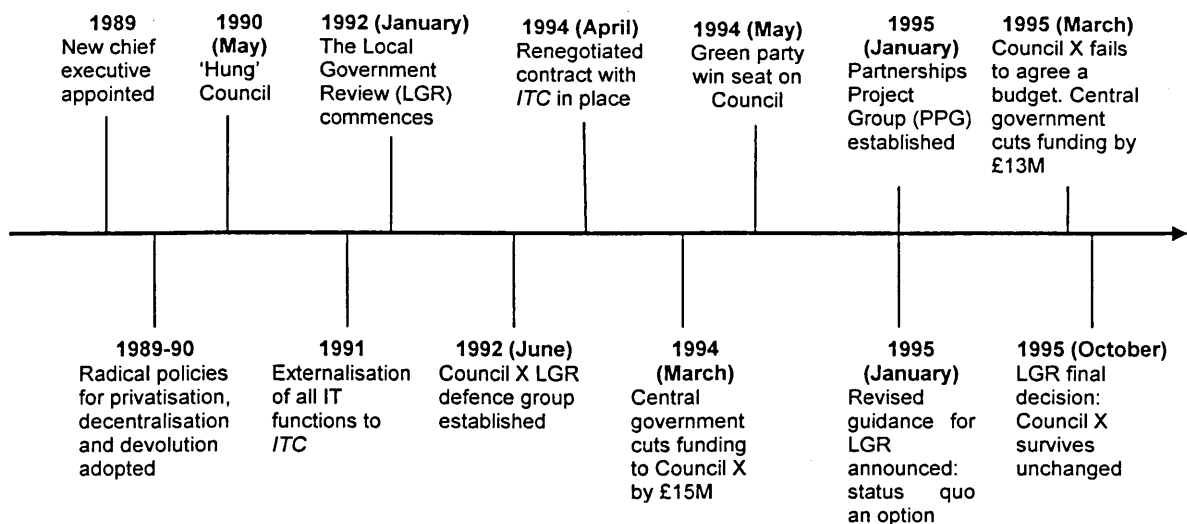 1989
New chief
executive
appointed
1990
(May)
'Hung'
Council
1992 (January)
The Local
Government
Review (LGR)
commences
1994 (April)
Renegotiated
contract with
ITC in place
1994 (May)
Green party
win seat on
Council
1995
(January)
Partnerships
Project
Group (PPG)
established
1995 (March)
Council X fails
to agree a
budget. Central
government
cuts funding by
£13M
1989-90
Radical policies
for privatisation,
decentralisation
and devolution
adopted
1991
Externalisation
of all IT
functions to
ITC
1992 (June)
Council X LGR
defence group
established
1994
(March)
Central
government
cuts funding
to Council X
by £15M
1995
(January)
Revised
guidance for
LGR
announced:
status quo
an option
1995 (October)
LGR final
decision:
Council X
survives
unchanged